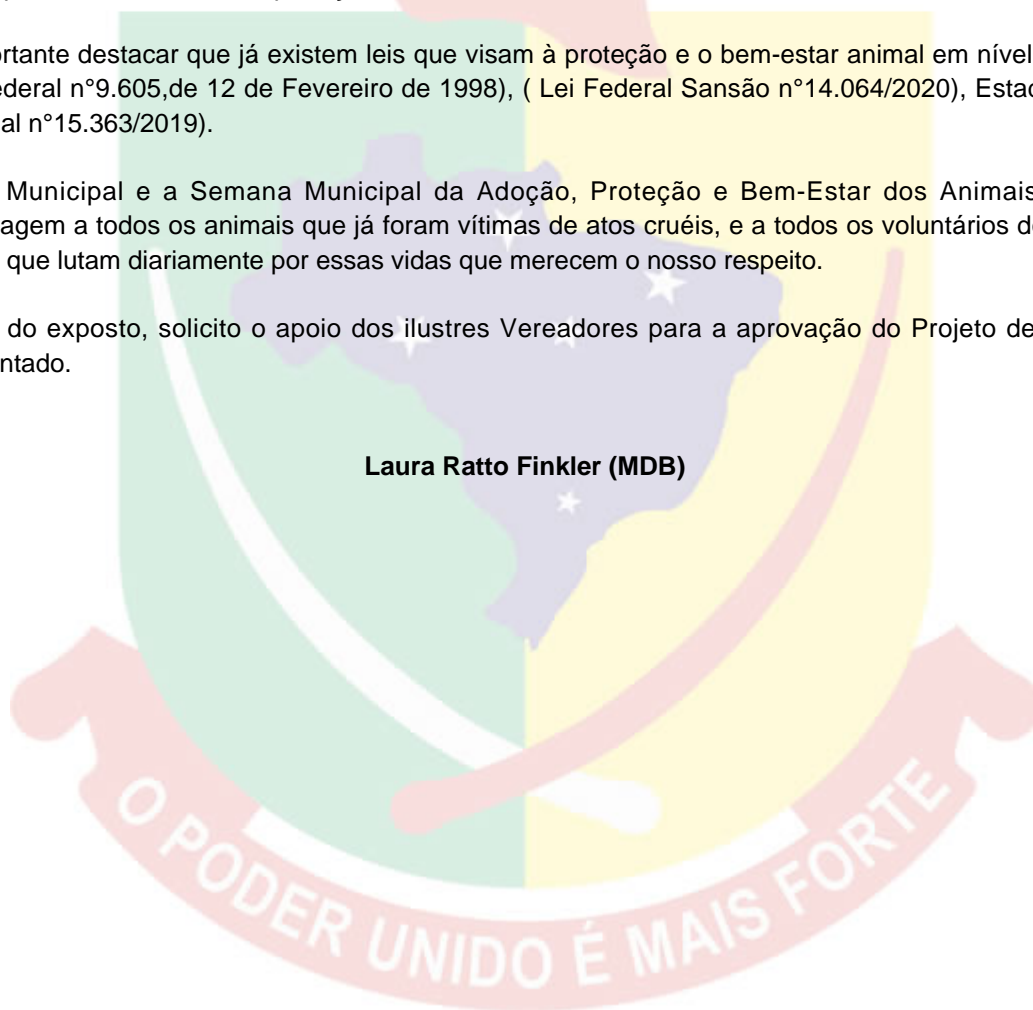 ortante destacar que já existem leis que visam à proteção e o bem-estar animal em nível
ederal n°9.605,de 12 de Fevereiro de 1998), ( Lei Federal Sansão n°14.064/2020), Estad
al n°15.363/2019).
Municipal e a Semana Municipal da Adoção, Proteção e Bem-Estar dos Animais
agem a todos os animais que já foram vítimas de atos cruéis, e a todos os voluntários de
que lutam diariamente por essas vidas que merecem o nosso respeito.
do exposto, solicito o apoio dos ilustres Vereadores para a aprovação do Projeto de
ntado.
Laura Ratto Finkler (MDB)
O PODER UNIDO É MAIS FORTE